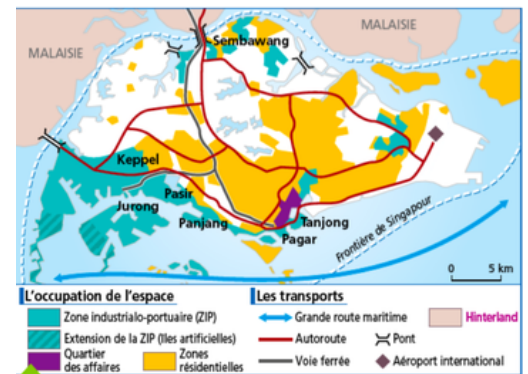 MALAISIE
MALAISIE
Sembawang
Keppel
Jurong
Pasir
Panjang
Tanjong
Pagar
Frontière de Singapour
0 5 km
L'occupation de l'espace
Zone industrialo-portuaire (ZIP)
Extension de la ZIP (îles artificielles)
Quartier
des affaires
Zones
résidentielles
Les transports
Grande route maritime
Autoroute
Pont
Voie ferrée
Aéroport international
Hinterland